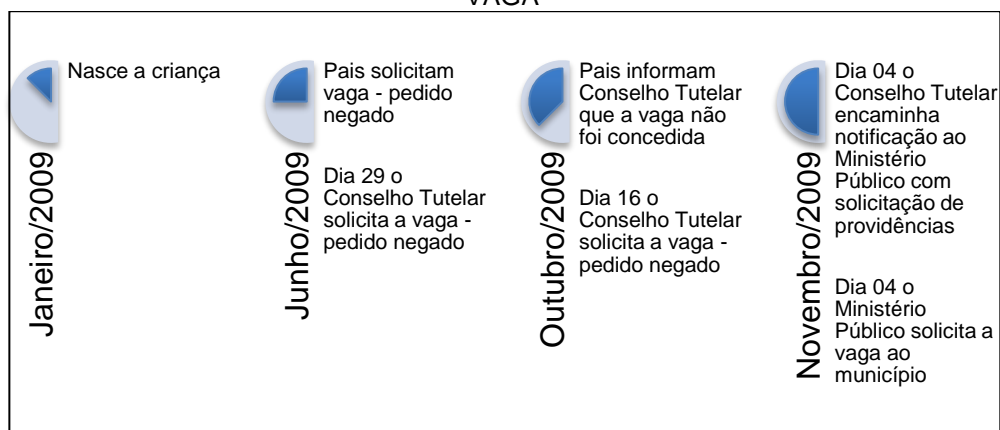 VAGA
Janeiro/2009
Nasce a criança
Junho/2009
Pais solicitam
vaga - pedido
negado
Dia 29 o
Conselho Tutelar
solicita a vaga -
pedido negado
Outubro/2009
Pais informam
Conselho Tutelar
que a vaga não
foi concedida
Dia 16 o
Conselho Tutelar
solicita a vaga -
pedido negado
Novembro/2009
Dia 04 o
Conselho Tutelar
encaminha
notificação ao
Ministério
Público com
solicitação de
providências
Dia 04 o
Ministério
Público solicita a
vaga ao
município